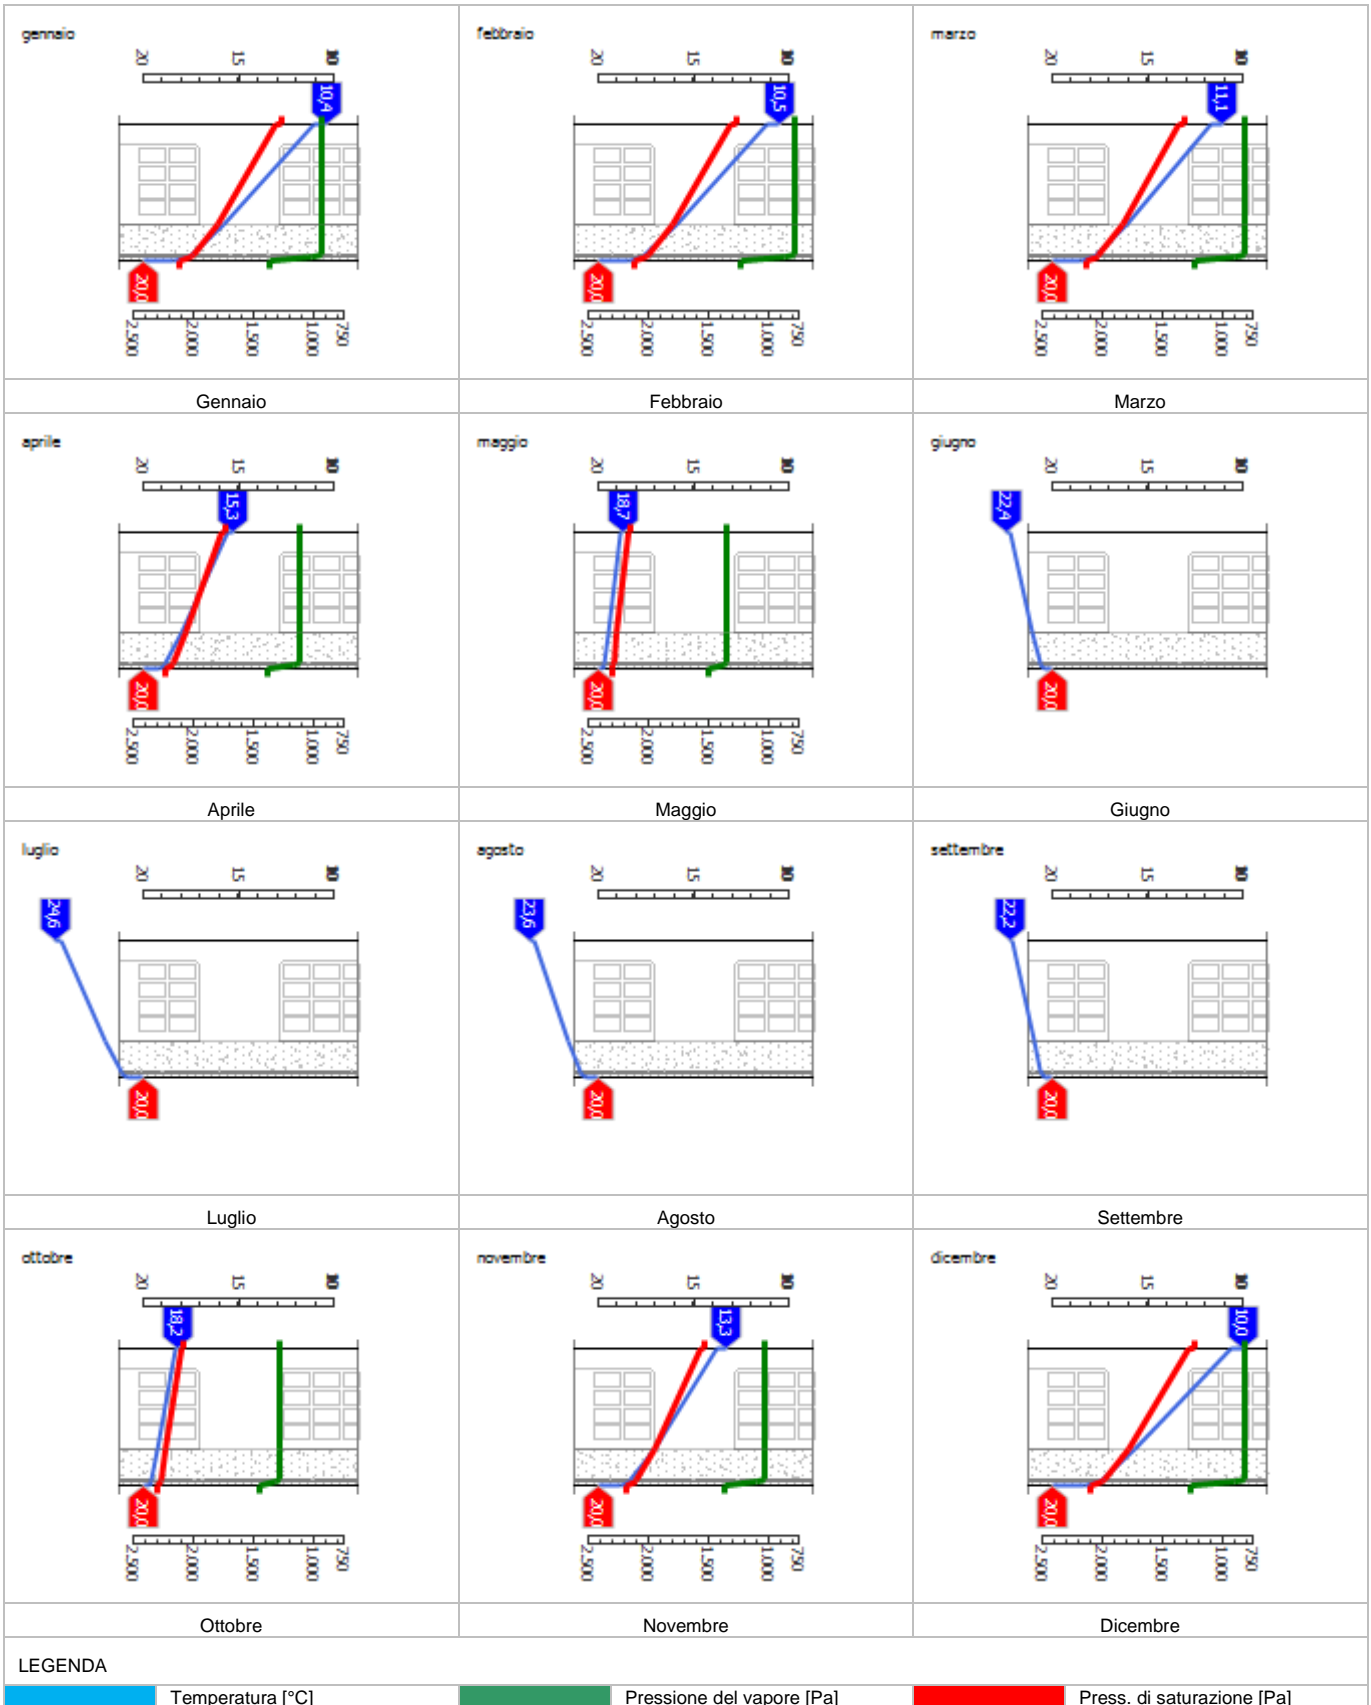 gennaio
20 15 10
10,4
20,0
2.500 2.000 1.500 1.000 750
Gennaio
febbraio
20 15 10
10,5
20,0
2.500 2.000 1.500 1.000 750
Febbraio
marzo
20 15 10
11,1
20,0
2.500 2.000 1.500 1.000 750
Marzo
aprile
20 15 10
15,3
20,0
2.500 2.000 1.500 1.000 750
Aprile
maggio
20 15 10
18,7
20,0
2.500 2.000 1.500 1.000 750
Maggio
giugno
20 15 10
22,4
20,0
Giugno
luglio
20 15 10
24,6
20,0
Luglio
agosto
20 15 10
23,6
20,0
Agosto
settembre
20 15 10
22,2
20,0
Settembre
ottobre
20 15 10
18,2
20,0
2.500 2.000 1.500 1.000 750
Ottobre
novembre
20 15 10
13,3
20,0
2.500 2.000 1.500 1.000 750
Novembre
dicembre
20 15 10
10,0
20,0
2.500 2.000 1.500 1.000 750
Dicembre
LEGENDA
Temperatura [°C]
Pressione del vapore [Pa]
Press. di saturazione [Pa]